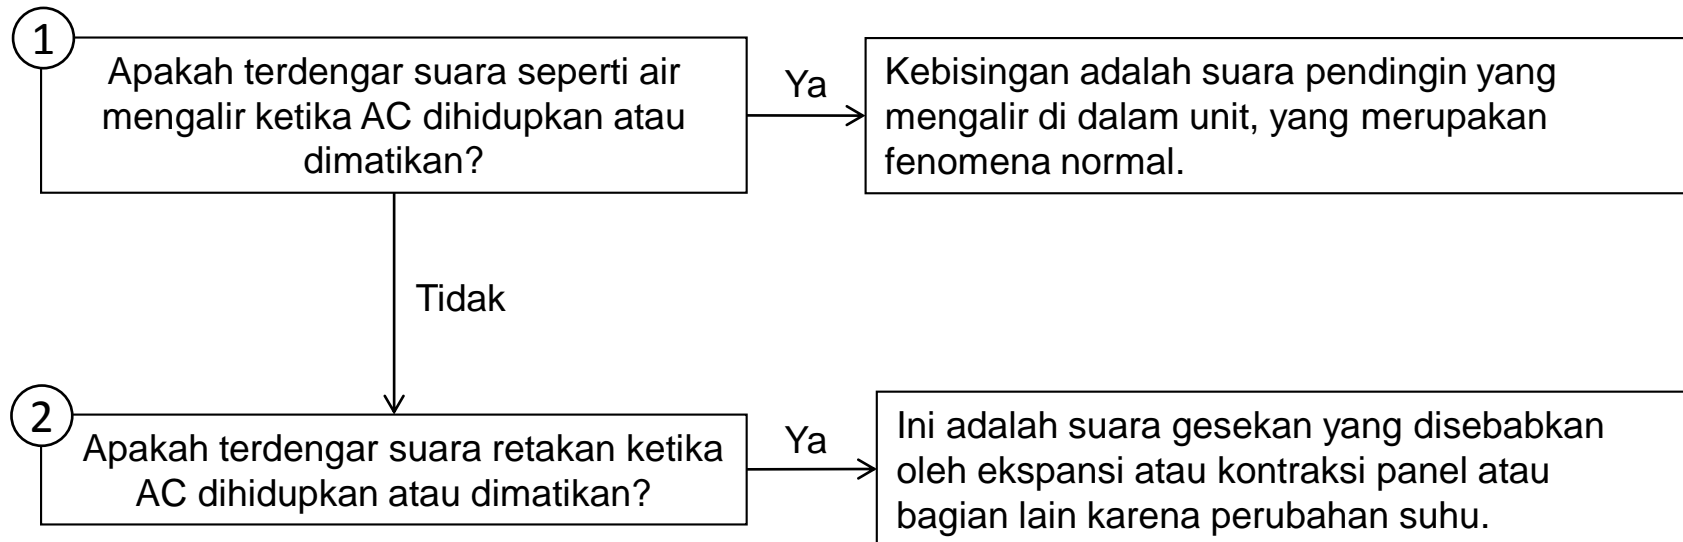 1
Apakah terdengar suara seperti air
mengalir ketika AC dihidupkan atau
dimatikan?
Ya
Kebisingan adalah suara pendingin yang
mengalir di dalam unit, yang merupakan
fenomena normal.
Tidak
2
Apakah terdengar suara retakan ketika
AC dihidupkan atau dimatikan?
Ya
Ini adalah suara gesekan yang disebabkan
oleh ekspansi atau kontraksi panel atau
bagian lain karena perubahan suhu.